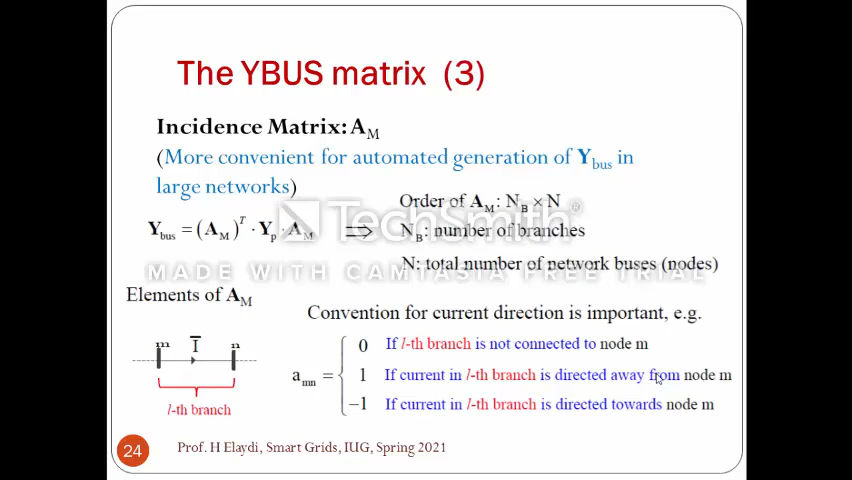 The YBUS matrix (3)
Incidence Matrix: A_M
(More convenient for automated generation of Y_bus in
large networks)
Order of A_M: N_B × N
Y_bus = (A_M)^T · Y_p · A_M ⟹ N_B: number of branches
N: total number of network buses (nodes)
TechSmith®
MADE WITH CAMTASIA FREE TRIAL
Elements of A_M
Convention for current direction is important, e.g.
m I̅ n
l-th branch
a_mn =
0 If l-th branch is not connected to node m
1 If current in l-th branch is directed away from node m
−1 If current in l-th branch is directed towards node m
24 Prof. H Elaydi, Smart Grids, IUG, Spring 2021